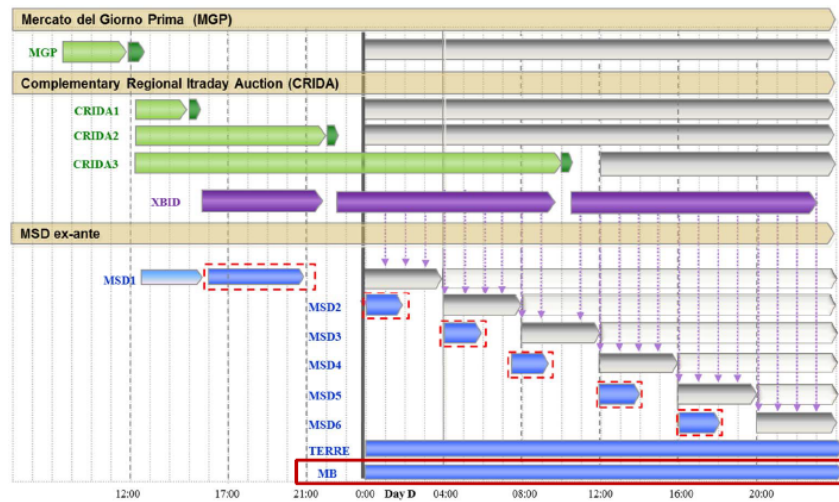 Mercato del Giorno Prima (MGP)
MGP
Complementary Regional Itraday Auction (CRIDA)
CRIDA1
CRIDA2
CRIDA3
XBID
MSD ex-ante
MSD1
MSD2
MSD3
MSD4
MSD5
MSD6
TERRE
MB
12:00 17:00 21:00 0:00 Day D 04:00 08:00 12:00 16:00 20:00